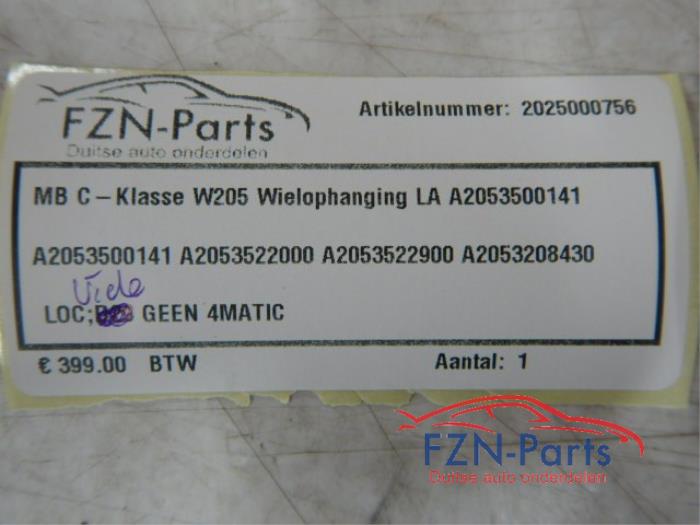 FZN-Parts
Duitse auto onderdelen
Artikelnummer: 2025000756
MB C-Klasse W205 Wielophanging LA A2053500141
A2053500141 A2053522000 A2053522900 A2053208430
LOC; GEEN 4MATIC
€ 399.00 BTW
Aantal: 1
FZN-Parts
Duitse auto onderdelen